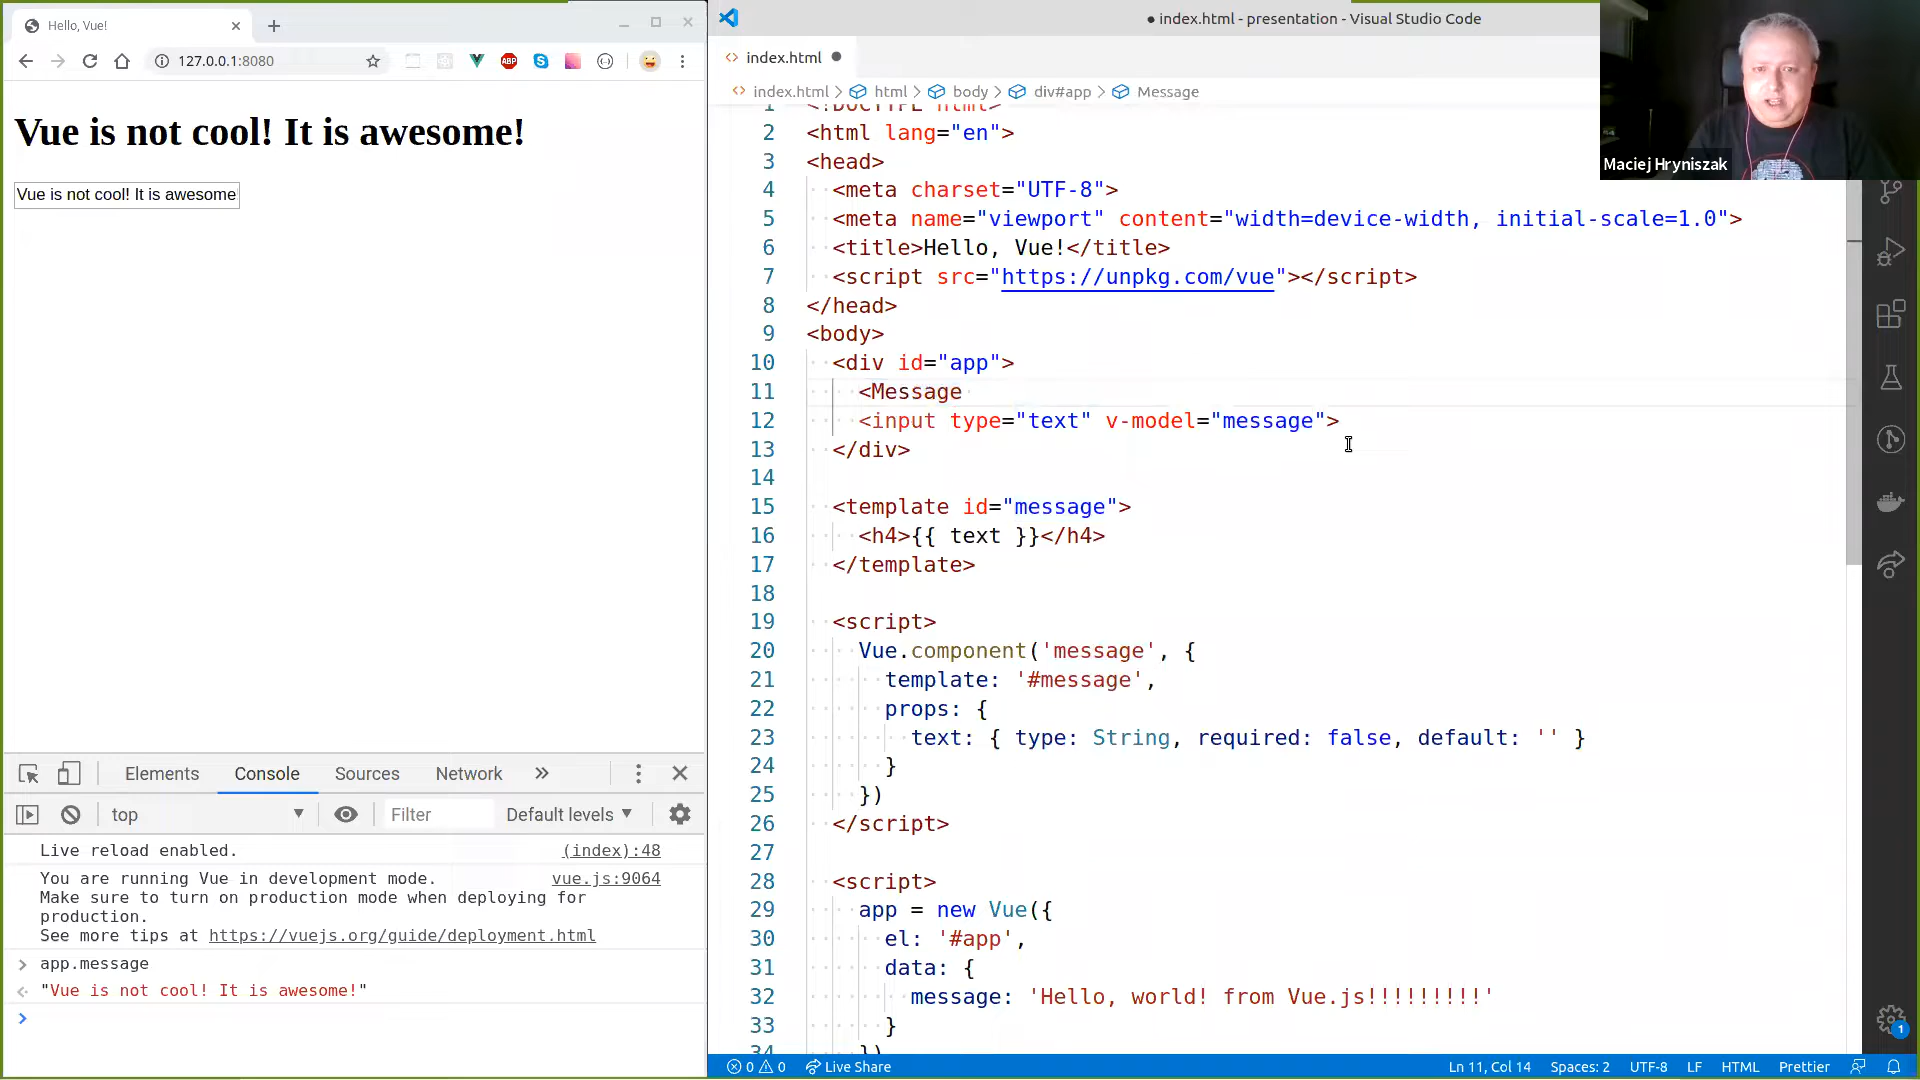 Hello, Vue!
127.0.0.1:8080
ABP
Vue is not cool! It is awesome!
Vue is not cool! It is awesome
Elements
Console
Sources
Network
top
Filter
Default levels
Live reload enabled.
(index):48
You are running Vue in development mode.
vue.js:9064
Make sure to turn on production mode when deploying for
production.
See more tips at https://vuejs.org/guide/deployment.html
> app.message
"Vue is not cool! It is awesome!"
● index.html - presentation - Visual Studio Code
index.html ●
index.html > html > body > div#app > Message
1 <!DOCTYPE html>
2 <html lang="en">
3 <head>
4 <meta charset="UTF-8">
5 <meta name="viewport" content="width=device-width, initial-scale=1.0">
6 <title>Hello, Vue!</title>
7 <script src="https://unpkg.com/vue"></script>
8 </head>
9 <body>
10 <div id="app">
11 <Message
12 <input type="text" v-model="message">
13 </div>
14
15 <template id="message">
16 <h4>{{ text }}</h4>
17 </template>
18
19 <script>
20 Vue.component('message', {
21 template: '#message',
22 props: {
23 text: { type: String, required: false, default: '' }
24 }
25 })
26 </script>
27
28 <script>
29 app = new Vue({
30 el: '#app',
31 data: {
32 message: 'Hello, world! from Vue.js!!!!!!!!!'
33 }
34 })
Maciej Hryniszak
1
0 0
Live Share
Ln 11, Col 14
Spaces: 2
UTF-8
LF
HTML
Prettier